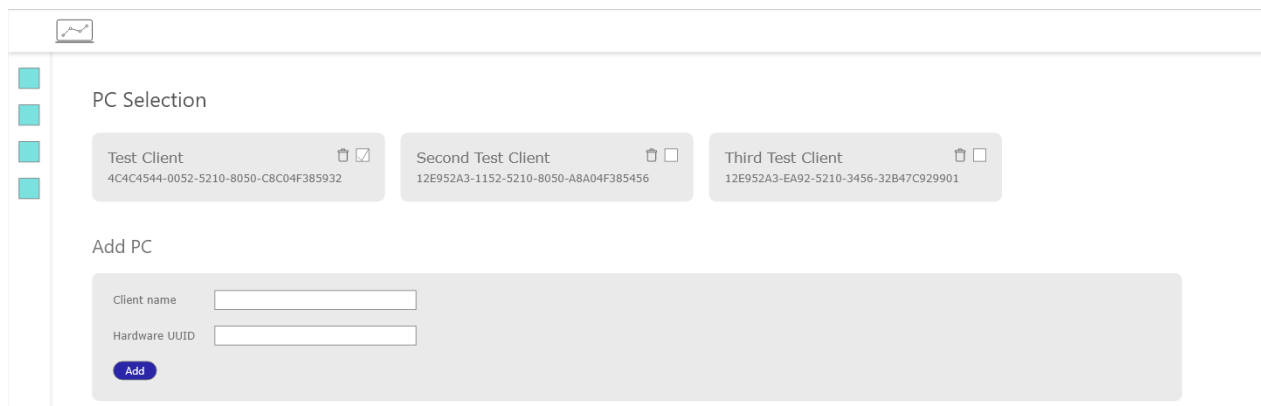 PC Selection
Test Client
4C4C4544-0052-5210-8050-C8C04F385932
Second Test Client
12E952A3-1152-5210-8050-A8A04F385456
Third Test Client
12E952A3-EA92-5210-3456-32B47C929901
Add PC
Client name
Hardware UUID
Add